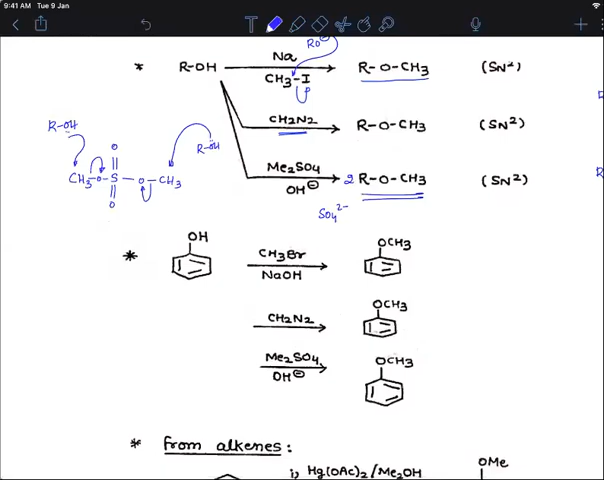 9:41 AM Tue 9 Jan
RO⊖
* R-OH Na CH3-I R-O-CH3 (SN2)
CH2N2 R-O-CH3 (SN2)
R-OH R-OH
Me2SO4 OH⊖ 2 R-O-CH3 (SN2)
O
CH3-O-S-O-CH3
O
SO4 2-
* OH CH3Br NaOH OCH3
CH2N2 OCH3
Me2SO4 OH⊖ OCH3
* From alkenes:
i, Hg(OAc)2/Me2OH OMe